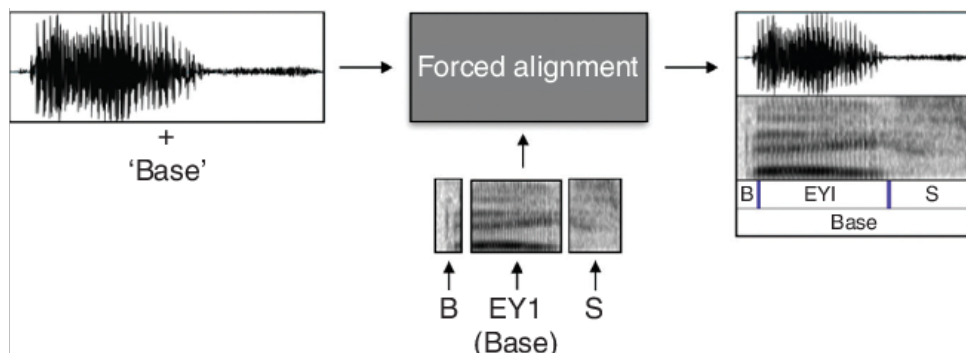 +
‘Base’
Forced alignment
B EY1 S
(Base)
B EYI S
Base